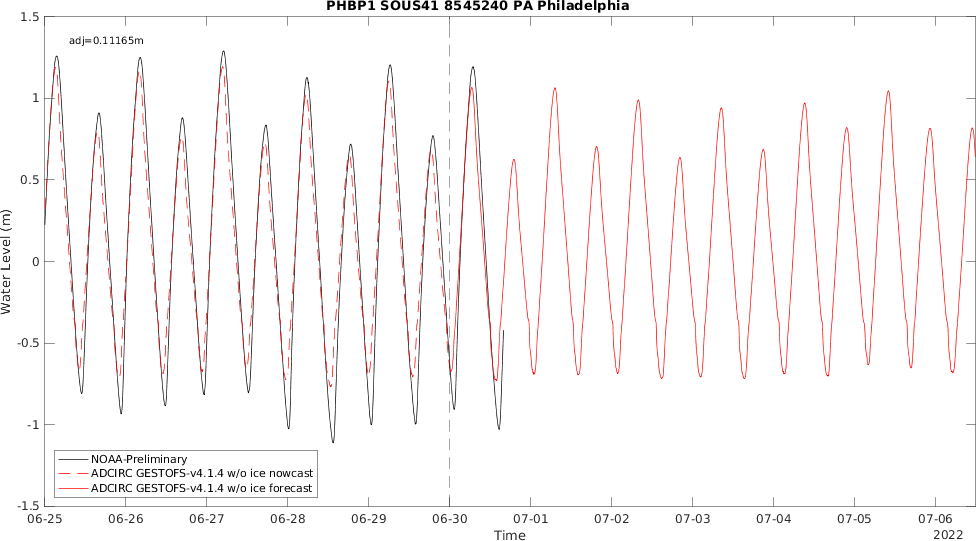 PHBP1 SOUS41 8545240 PA Philadelphia
adj=0.11165m
1.5
1
0.5
0
-0.5
-1
-1.5
Water Level (m)
NOAA-Preliminary
ADCIRC GESTOFS-v4.1.4 w/o ice nowcast
ADCIRC GESTOFS-v4.1.4 w/o ice forecast
06-25 06-26 06-27 06-28 06-29 06-30 07-01 07-02 07-03 07-04 07-05 07-06
Time
2022